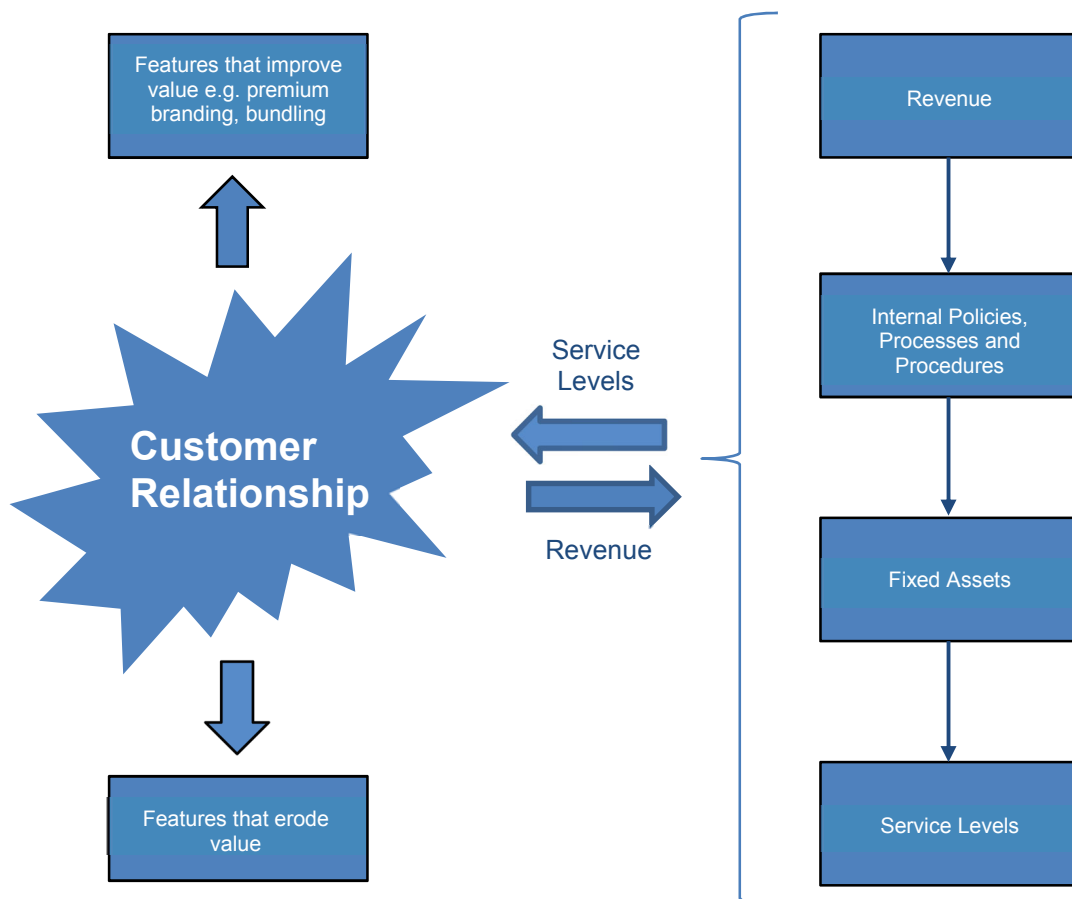 Features that improve
value e.g. premium
branding, bundling
Customer
Relationship
Features that erode
value
Service
Levels
Revenue
Revenue
Internal Policies,
Processes and
Procedures
Fixed Assets
Service Levels